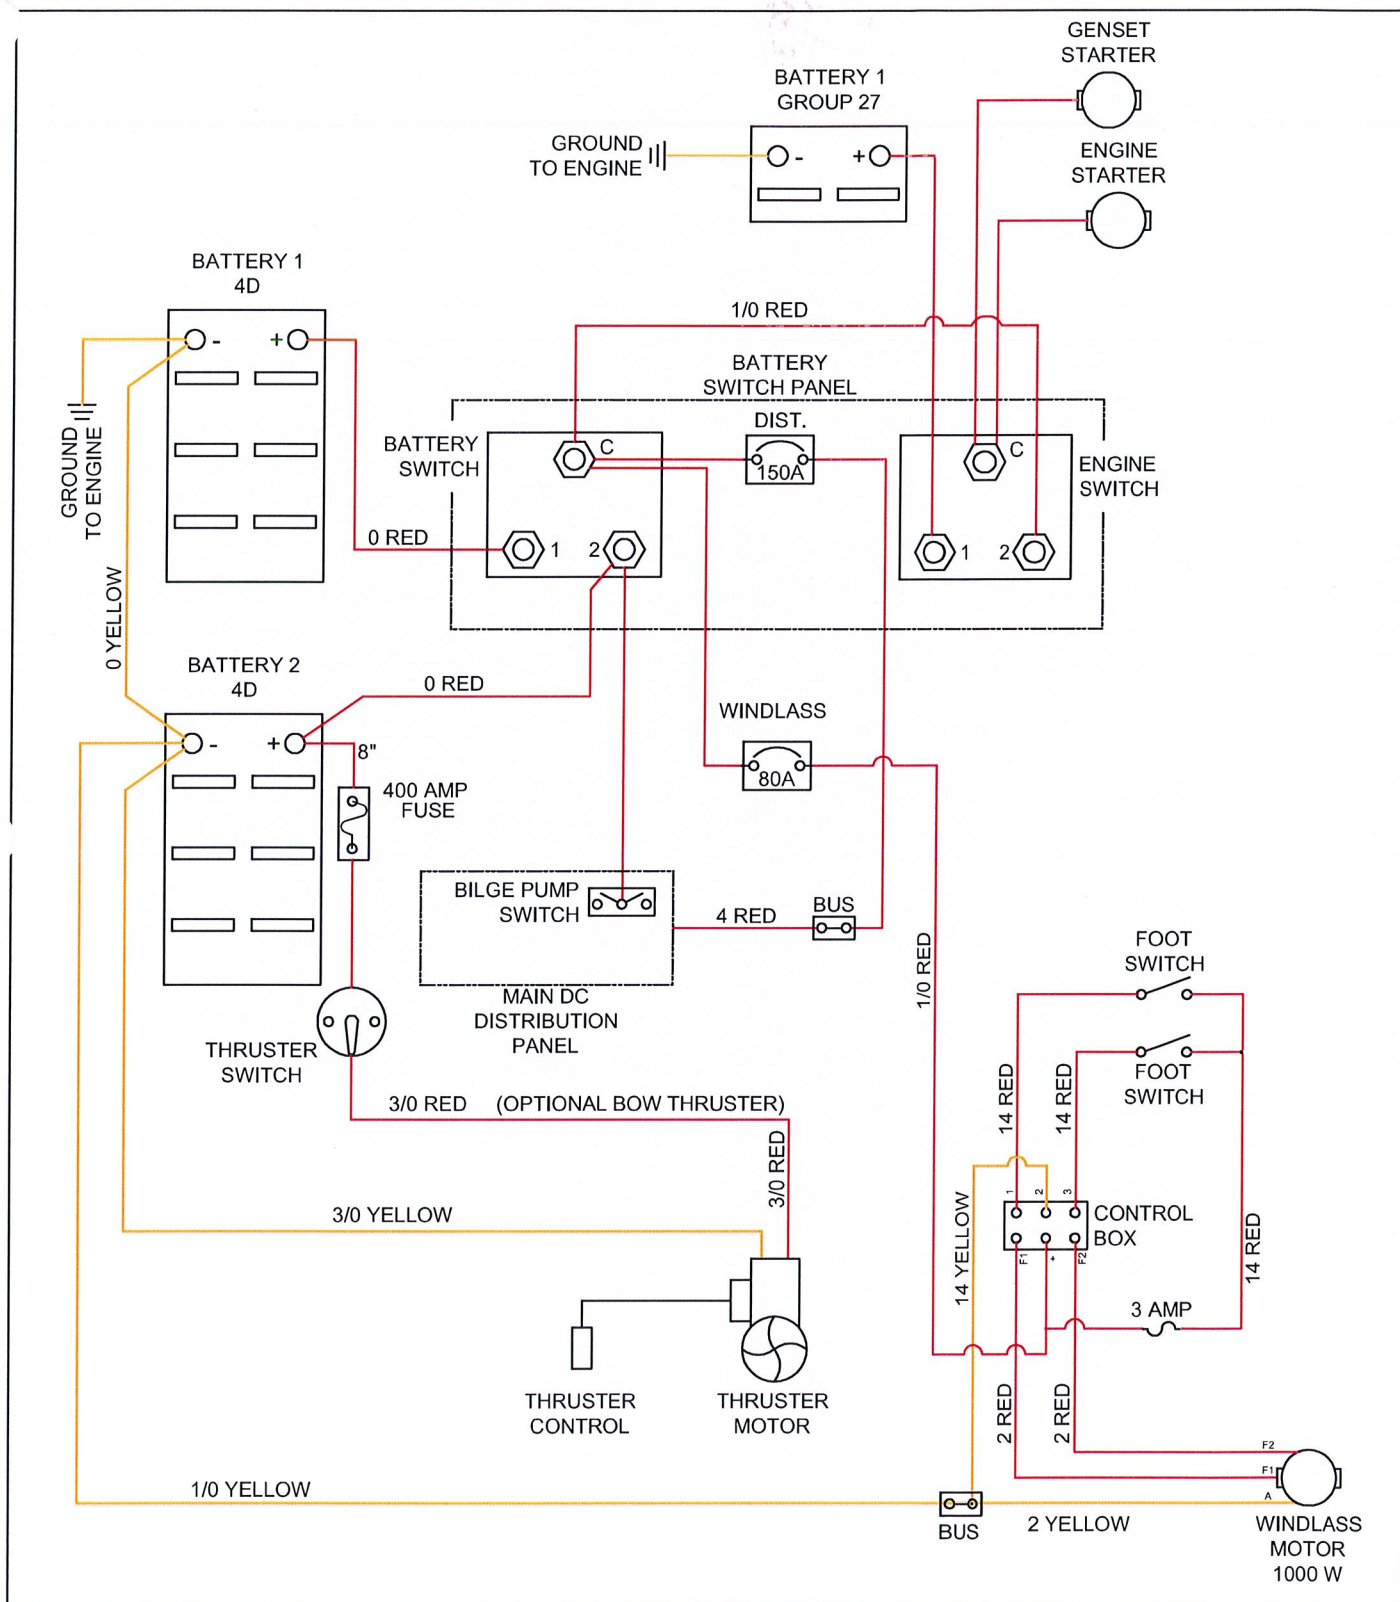 GENSET
STARTER
BATTERY 1
GROUP 27
GROUND
TO ENGINE
-
+
ENGINE
STARTER
BATTERY 1
4D
-
+
1/0 RED
BATTERY
SWITCH PANEL
DIST.
150A
BATTERY
SWITCH
C
1
2
C
1
2
ENGINE
SWITCH
GROUND
TO ENGINE
0 RED
0 YELLOW
BATTERY 2
4D
-
+
0 RED
8"
400 AMP
FUSE
WINDLASS
80A
BILGE PUMP
SWITCH
4 RED
BUS
MAIN DC
DISTRIBUTION
PANEL
1/0 RED
FOOT
SWITCH
FOOT
SWITCH
THRUSTER
SWITCH
3/0 RED
(OPTIONAL BOW THRUSTER)
3/0 RED
14 RED
14 RED
1
2
3
CONTROL
BOX
F1
+
F2
14 YELLOW
14 RED
3/0 YELLOW
3 AMP
THRUSTER
CONTROL
THRUSTER
MOTOR
2 RED
2 RED
F2
F1
A
1/0 YELLOW
BUS
2 YELLOW
WINDLASS
MOTOR
1000 W